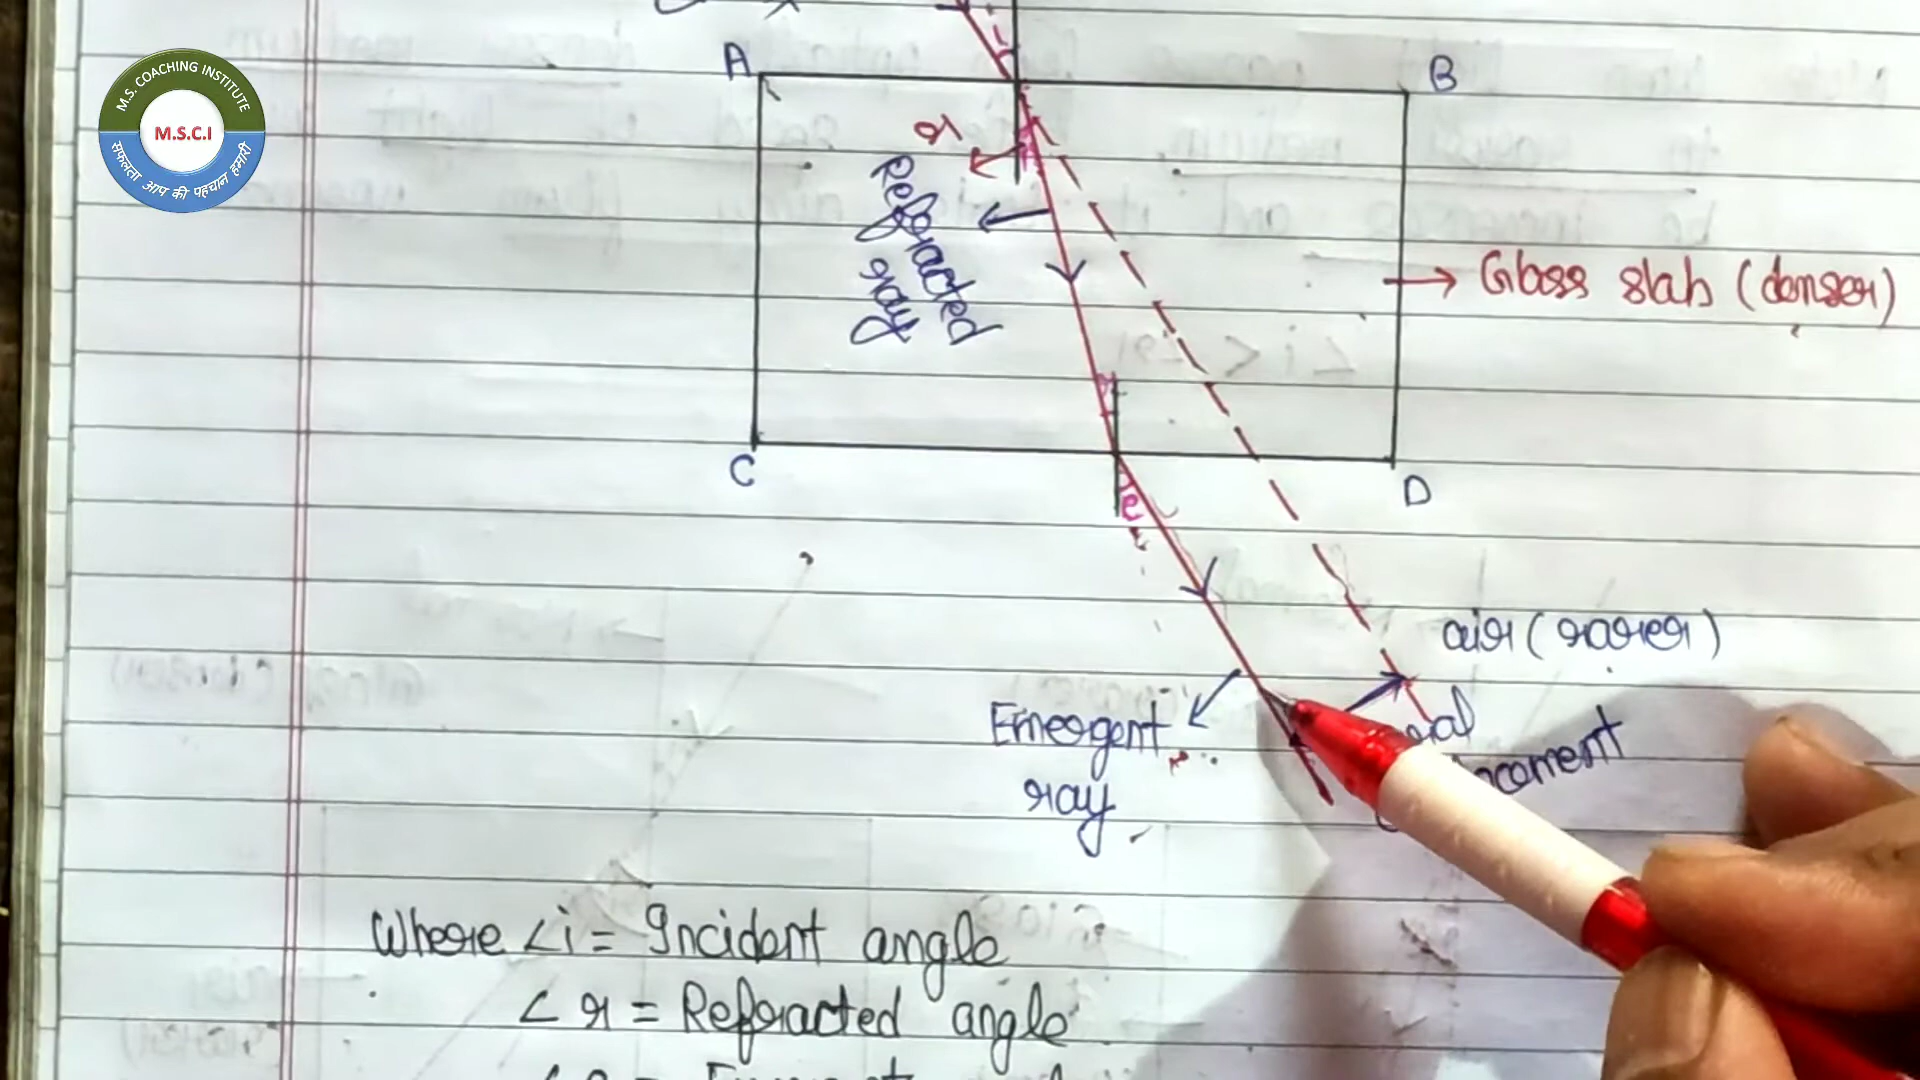 M.S. COACHING INSTITUTE
M.S.C.I
सफलता आप की पहचान हमारी
A
B
i
r
r
Refracted
ray
Glass slab (denser)
r
C
D
e
air (rarer)
Emergent
ray
Where ∠i = Incident angle
∠r = Refracted angle